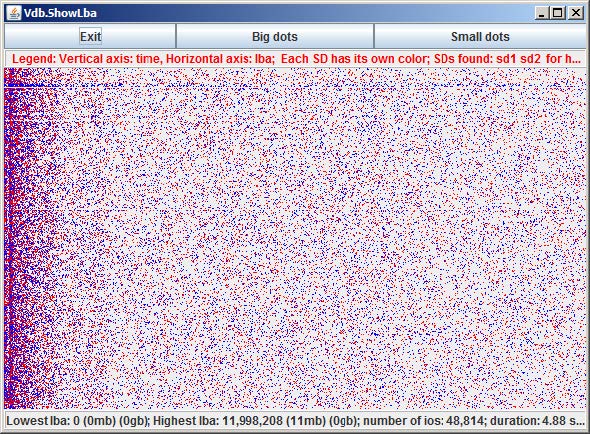 Vdb.ShowLba
Exit Big dots Small dots
Legend: Vertical axis: time, Horizontal axis: lba; Each SD has its own color; SDs found: sd1 sd2 for h...
Lowest lba: 0 (0mb) (0gb); Highest lba: 11,998,208 (11mb) (0gb); number of ios: 48,814; duration: 4.88 s...